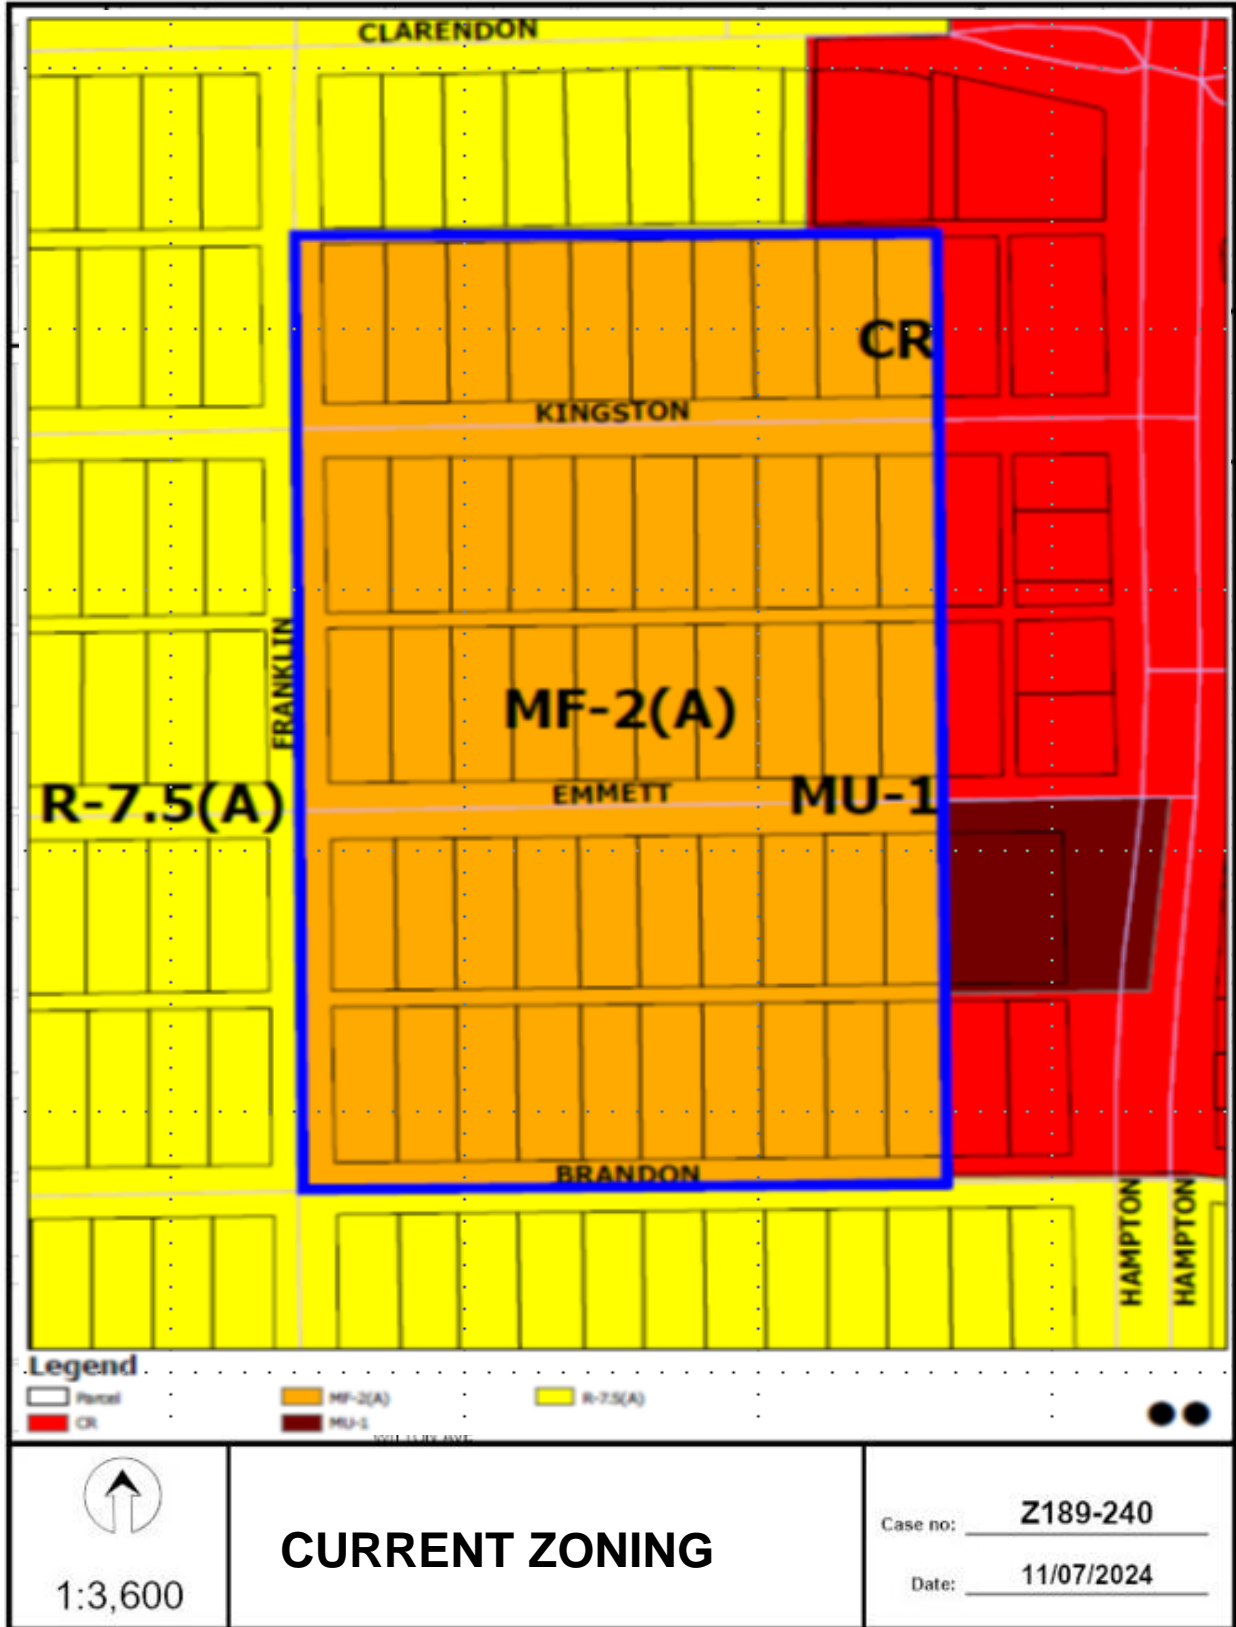 CLARENDON
CR
KINGSTON
FRANKLIN
MF-2(A)
R-7.5(A)
EMMETT
MU-1
BRANDON
HAMPTON
HAMPTON
Legend
Parcel
MF-2(A)
R-7.5(A)
CR
MU-1
1:3,600
CURRENT ZONING
Case no: Z189-240
Date: 11/07/2024